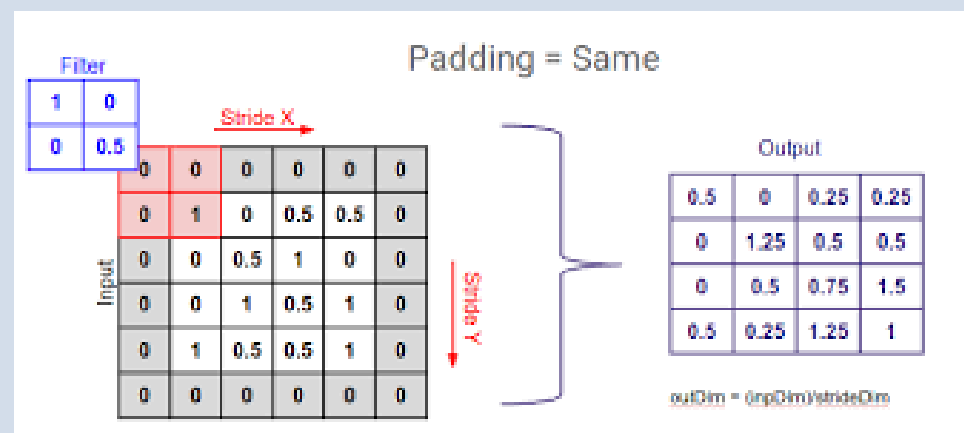 Padding = Same
Filter
1 0
0 0.5
Stride X
Input
0 0 0 0 0 0
0 1 0 0.5 0.5 0
0 0 0.5 1 0 0
0 0 1 0.5 1 0
0 1 0.5 0.5 1 0
0 0 0 0 0 0
Stride Y
Output
0.5 0 0.25 0.25
0 1.25 0.5 0.5
0 0.5 0.75 1.5
0.5 0.25 1.25 1
outDim = (inpDim)/strideDim